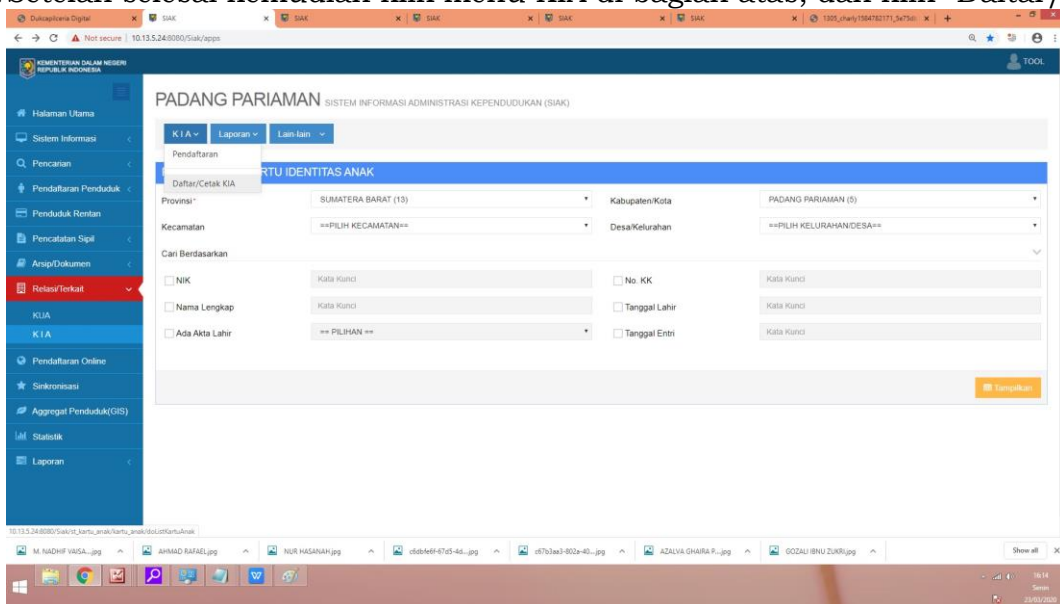 Setelah selesai kemudian klik menu KIA di bagian atas, dan klik "Daftar/
Dukcapilceria Digital
SIAK
SIAK
SIAK
SIAK
SIAK
Not secure | 10.13.5.24:8080/Siak/apps
KEMENTERIAN DALAM NEGERI
REPUBLIK INDONESIA
TOOL
PADANG PARIAMAN SISTEM INFORMASI ADMINISTRASI KEPENDUDUKAN (SIAK)
Halaman Utama
Sistem Informasi
Pencarian
Pendaftaran Penduduk
Penduduk Rentan
Pencatatan Sipil
Arsip/Dokumen
Relasi/Terkait
KUA
K I A
Pendaftaran Online
Sinkronisasi
Aggregat Penduduk(GIS)
Statistik
Laporan
K I A Laporan Lain-lain
Pendaftaran
Daftar/Cetak KIA
RTU IDENTITAS ANAK
Provinsi* SUMATERA BARAT (13) Kabupaten/Kota PADANG PARIAMAN (5)
Kecamatan ==PILIH KECAMATAN== Desa/Kelurahan ==PILIH KELURAHAN/DESA==
Cari Berdasarkan
NIK Kata Kunci No. KK Kata Kunci
Nama Lengkap Kata Kunci Tanggal Lahir Kata Kunci
Ada Akta Lahir == PILIHAN == Tanggal Entri Kata Kunci
Tampilkan
10.13.5.24:8080/Siak/st_kartu_anak/kartu_anak/doListKartuAnak
M. NADHIF VAISA....jpg
AHMAD RAFAEL.jpg
NUR HASANAH.jpg
AZALVA GHAIRA P....jpg
GOZALI IBNU ZUKRI.jpg
Show all
16:14
Senin
23/03/2020